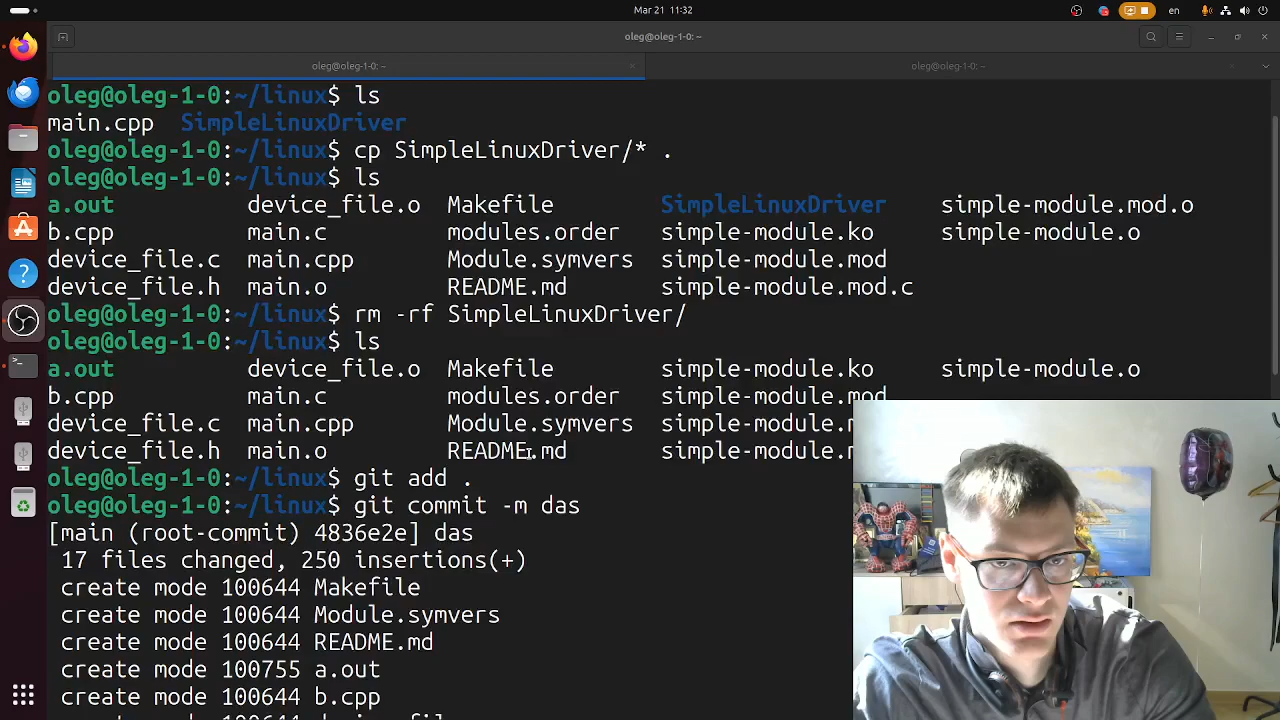 Mar 21 11:32
en
oleg@oleg-1-0: ~
oleg@oleg-1-0: ~/linux
oleg@oleg-1-0: ~
oleg@oleg-1-0:~/linux$ ls
main.cpp SimpleLinuxDriver
oleg@oleg-1-0:~/linux$ cp SimpleLinuxDriver/* .
oleg@oleg-1-0:~/linux$ ls
a.out device_file.o Makefile SimpleLinuxDriver simple-module.mod.o
b.cpp main.c modules.order simple-module.ko simple-module.o
device_file.c main.cpp Module.symvers simple-module.mod
device_file.h main.o README.md simple-module.mod.c
oleg@oleg-1-0:~/linux$ rm -rf SimpleLinuxDriver/
oleg@oleg-1-0:~/linux$ ls
a.out device_file.o Makefile simple-module.ko simple-module.o
b.cpp main.c modules.order simple-module.mod
device_file.c main.cpp Module.symvers
device_file.h main.o README.md
oleg@oleg-1-0:~/linux$ git add .
oleg@oleg-1-0:~/linux$ git commit -m das
[main (root-commit) 4836e2e] das
17 files changed, 250 insertions(+)
create mode 100644 Makefile
create mode 100644 Module.symvers
create mode 100644 README.md
create mode 100755 a.out
create mode 100644 b.cpp